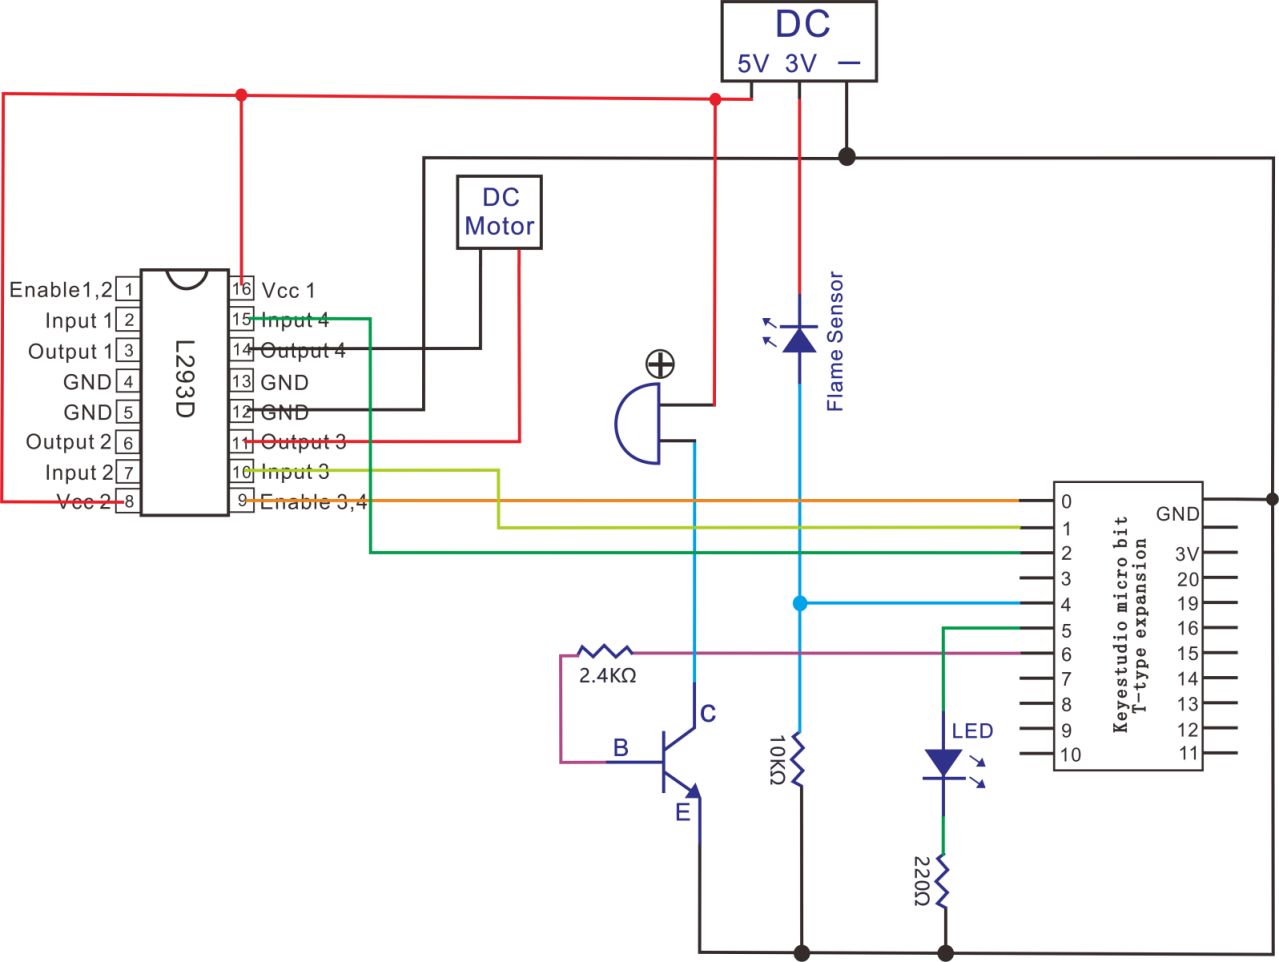 DC
5V 3V —
DC
Motor
Enable1,2 1
Input 1 2
Output 1 3
GND 4
GND 5
Output 2 6
Input 2 7
Vcc 2 8
L293D
16 Vcc 1
15 Input 4
14 Output 4
13 GND
12 GND
11 Output 3
10 Input 3
9 Enable 3,4
Flame Sensor
2.4KΩ
B
C
E
10KΩ
LED
220Ω
0
1
2
3
4
5
6
7
8
9
10
Keyestudio micro bit
T-type expansion
GND
3V
20
19
16
15
14
13
12
11